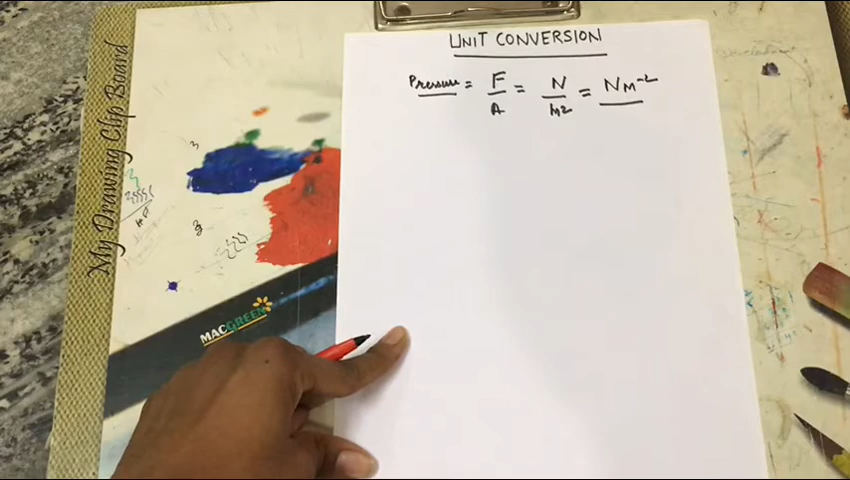 UNIT CONVERSION
Pressure = F/A = N/m2 = NM⁻²
My Drawing Clip Board
MACGREEN